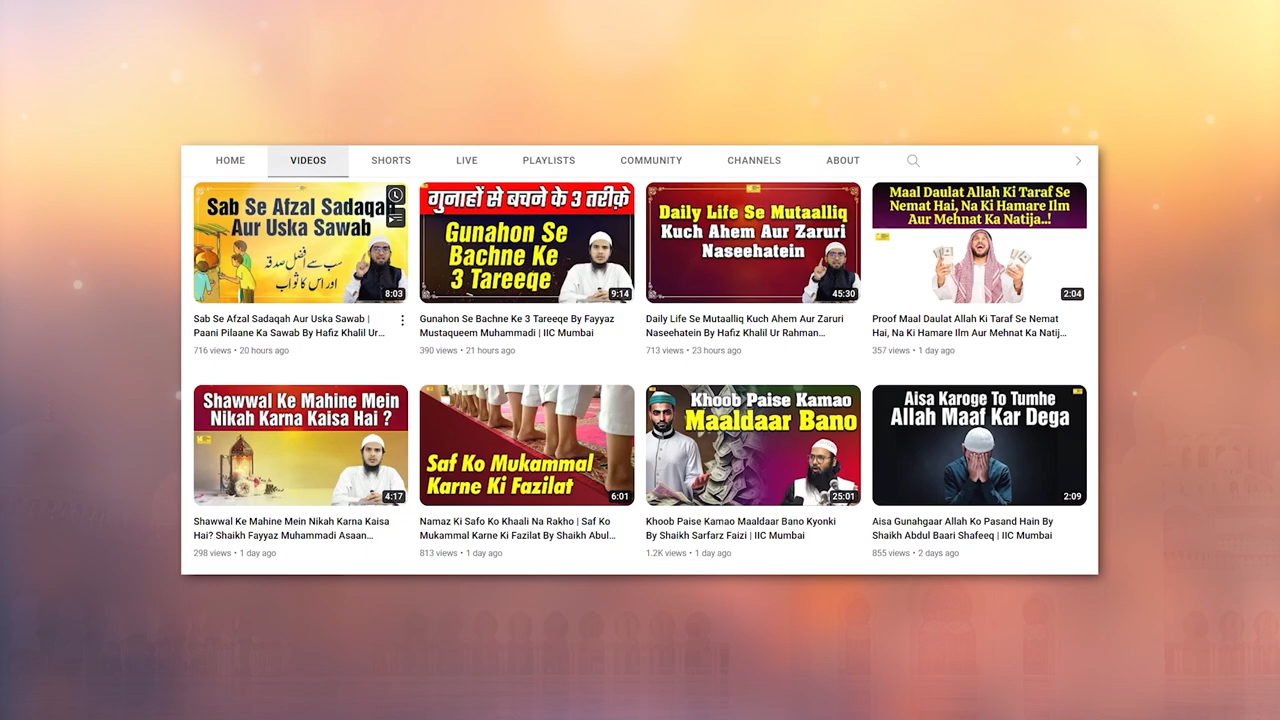 HOME VIDEOS SHORTS LIVE PLAYLISTS COMMUNITY CHANNELS ABOUT
Sab Se Afzal Sadaqah
Aur Uska Sawab
سب سے افضل صدقہ
اور اس کا ثواب
8:03
Sab Se Afzal Sadaqah Aur Uska Sawab |
Paani Pilaane Ka Sawab By Hafiz Khalil Ur...
716 views • 20 hours ago
गुनाहों से बचने के 3 तरीक़े
Gunahon Se
Bachne Ke
3 Tareeqe
9:14
Gunahon Se Bachne Ke 3 Tareeqe By Fayyaz
Mustaqueem Muhammadi | IIC Mumbai
390 views • 21 hours ago
Daily Life Se Mutaalliq
Kuch Ahem Aur Zaruri
Naseehatein
45:30
Daily Life Se Mutaalliq Kuch Ahem Aur Zaruri
Naseehatein By Hafiz Khalil Ur Rahman...
713 views • 23 hours ago
Maal Daulat Allah Ki Taraf Se
Nemat Hai, Na Ki Hamare Ilm
Aur Mehnat Ka Natija..!
2:04
Proof Maal Daulat Allah Ki Taraf Se Nemat
Hai, Na Ki Hamare Ilm Aur Mehnat Ka Natij...
357 views • 1 day ago
Shawwal Ke Mahine Mein
Nikah Karna Kaisa Hai ?
4:17
Shawwal Ke Mahine Mein Nikah Karna Kaisa
Hai? Shaikh Fayyaz Muhammadi Asaan...
298 views • 1 day ago
Saf Ko Mukammal
Karne Ki Fazilat
6:01
Namaz Ki Safo Ko Khaali Na Rakho | Saf Ko
Mukammal Karne Ki Fazilat By Shaikh Abul...
813 views • 1 day ago
Khoob Paise Kamao
Maaldaar Bano
25:01
Khoob Paise Kamao Maaldaar Bano Kyonki
By Shaikh Sarfarz Faizi | IIC Mumbai
1.2K views • 1 day ago
Aisa Karoge To Tumhe
Allah Maaf Kar Dega
2:09
Aisa Gunahgaar Allah Ko Pasand Hain By
Shaikh Abdul Baari Shafeeq | IIC Mumbai
855 views • 2 days ago